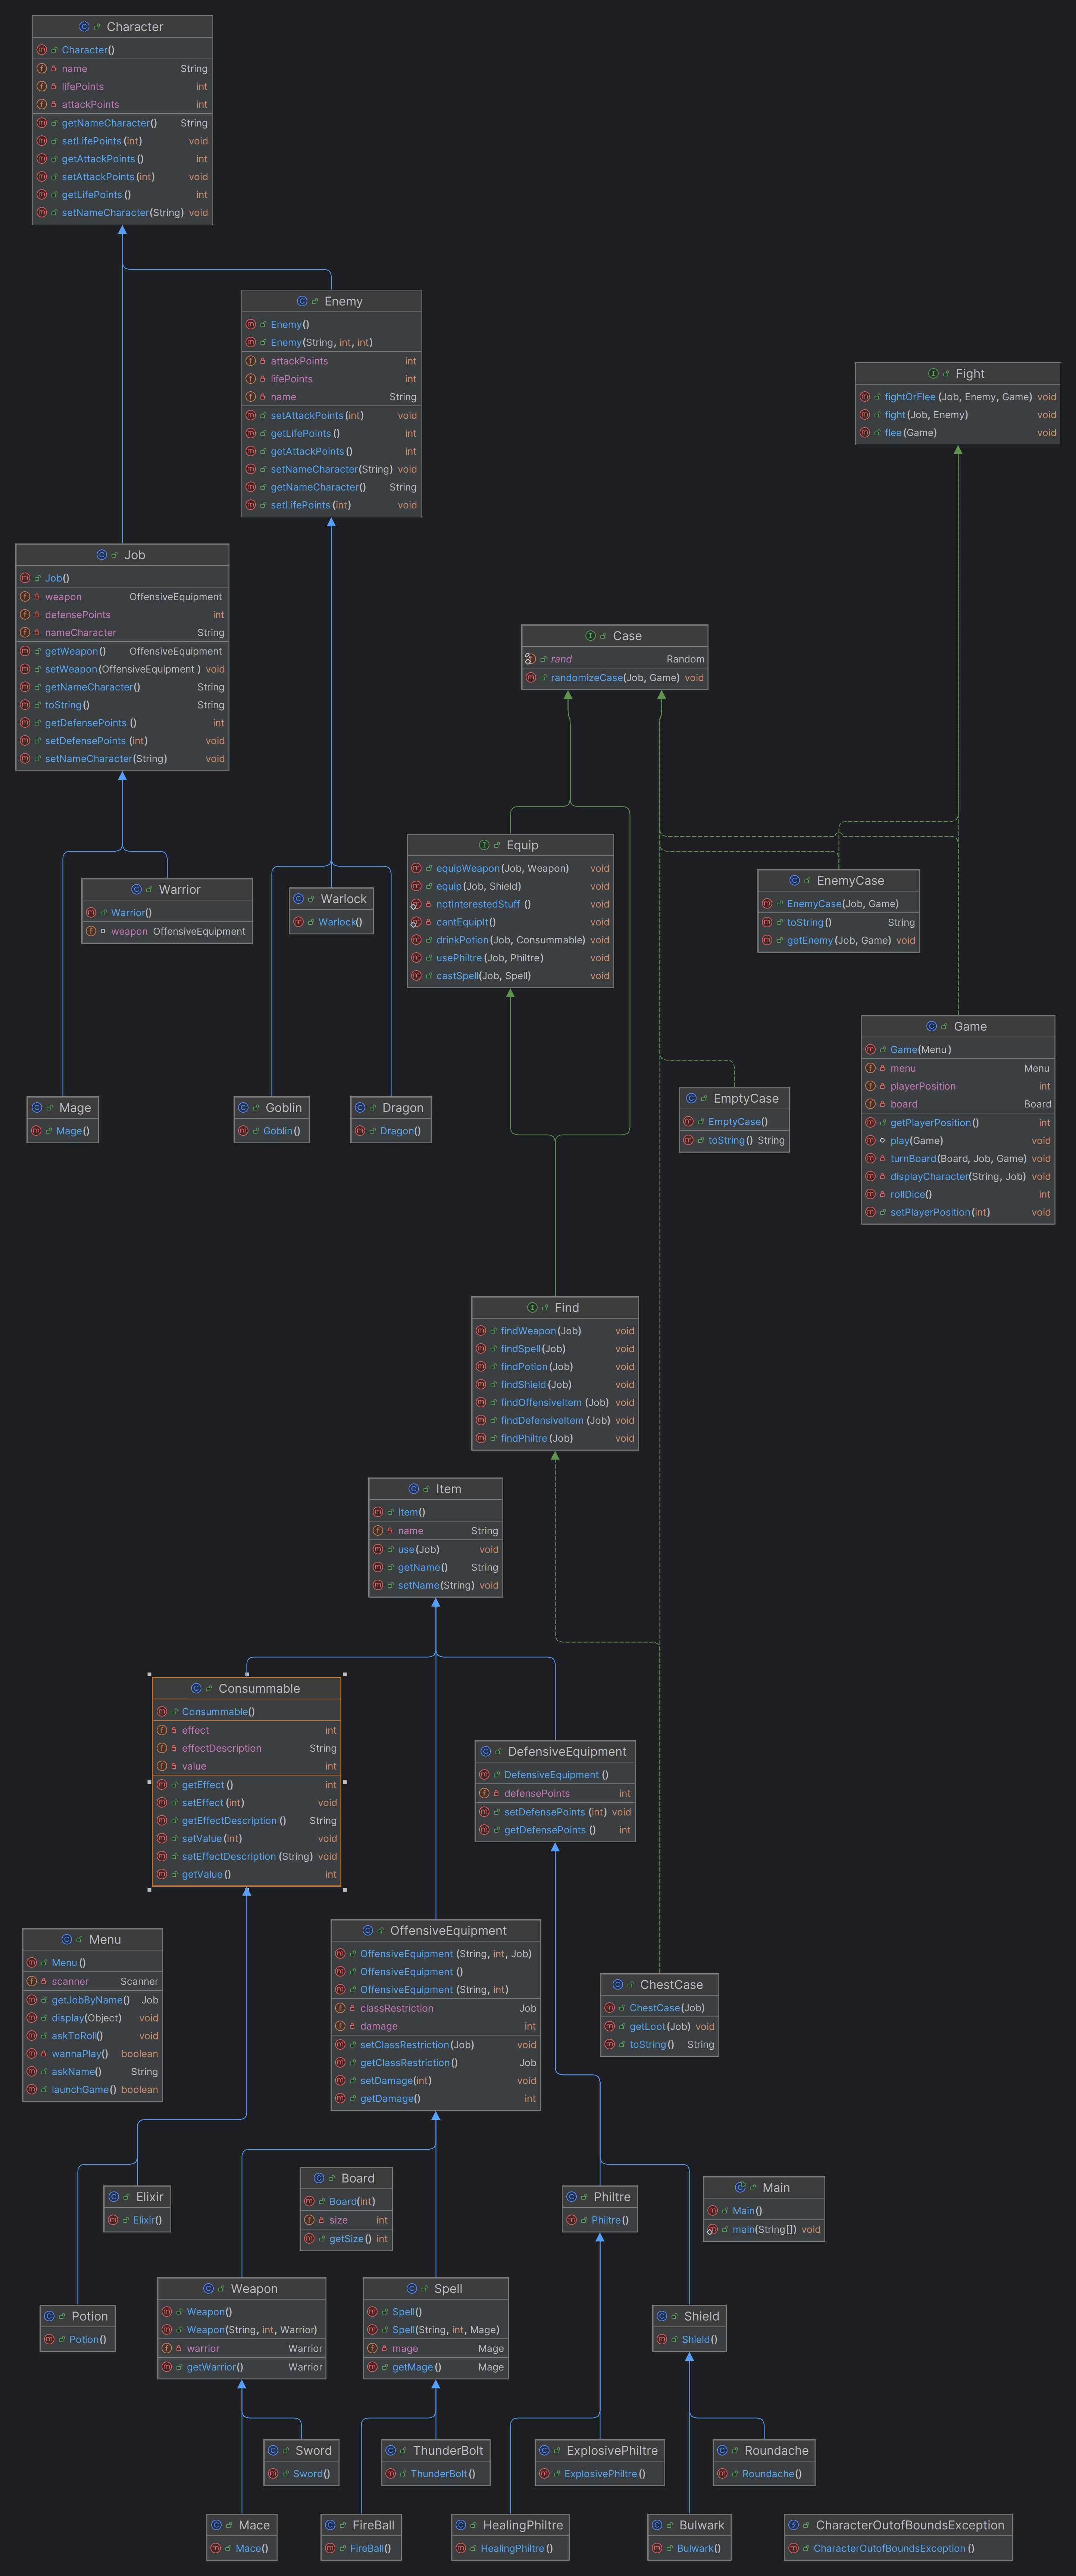 Character
Character()
name String
lifePoints int
attackPoints int
getNameCharacter() String
setLifePoints(int) void
getAttackPoints() int
setAttackPoints(int) void
getLifePoints() int
setNameCharacter(String) void
Enemy
Enemy()
Enemy(String, int, int)
attackPoints int
lifePoints int
name String
setAttackPoints(int) void
getLifePoints() int
getAttackPoints() int
setNameCharacter(String) void
getNameCharacter() String
setLifePoints(int) void
Fight
fightOrFlee(Job, Enemy, Game) void
fight(Job, Enemy) void
flee(Game) void
Job
Job()
weapon OffensiveEquipment
defensePoints int
nameCharacter String
getWeapon() OffensiveEquipment
setWeapon(OffensiveEquipment) void
getNameCharacter() String
toString() String
getDefensePoints() int
setDefensePoints(int) void
setNameCharacter(String) void
Case
rand Random
randomizeCase(Job, Game) void
Equip
equipWeapon(Job, Weapon) void
equip(Job, Shield) void
notInterestedStuff() void
cantEquipIt() void
drinkPotion(Job, Consummable) void
usePhiltre(Job, Philtre) void
castSpell(Job, Spell) void
EnemyCase
EnemyCase(Job, Game)
toString() String
getEnemy(Job, Game) void
Warrior
Warrior()
weapon OffensiveEquipment
Warlock
Warlock()
Game
Game(Menu)
menu Menu
playerPosition int
board Board
getPlayerPosition() int
play(Game) void
turnBoard(Board, Job, Game) void
displayCharacter(String, Job) void
rollDice() int
setPlayerPosition(int) void
Mage
Mage()
Goblin
Goblin()
Dragon
Dragon()
EmptyCase
EmptyCase()
toString() String
Find
findWeapon(Job) void
findSpell(Job) void
findPotion(Job) void
findShield(Job) void
findOffensiveItem(Job) void
findDefensiveItem(Job) void
findPhiltre(Job) void
Item
Item()
name String
use(Job) void
getName() String
setName(String) void
Consummable
Consummable()
effect int
effectDescription String
value int
getEffect() int
setEffect(int) void
getEffectDescription() String
setValue(int) void
setEffectDescription(String) void
getValue() int
DefensiveEquipment
DefensiveEquipment()
defensePoints int
setDefensePoints(int) void
getDefensePoints() int
Menu
Menu()
scanner Scanner
getJobByName() Job
display(Object) void
askToRoll() void
wannaPlay() boolean
askName() String
launchGame() boolean
OffensiveEquipment
OffensiveEquipment(String, int, Job)
OffensiveEquipment()
OffensiveEquipment(String, int)
classRestriction Job
damage int
setClassRestriction(Job) void
getClassRestriction() Job
setDamage(int) void
getDamage() int
ChestCase
ChestCase(Job)
getLoot(Job) void
toString() String
Elixir
Elixir()
Board
Board(int)
size int
getSize() int
Philtre
Philtre()
Main
Main()
main(String[]) void
Potion
Potion()
Weapon
Weapon()
Weapon(String, int, Warrior)
warrior Warrior
getWarrior() Warrior
Spell
Spell()
Spell(String, int, Mage)
mage Mage
getMage() Mage
Shield
Shield()
Sword
Sword()
ThunderBolt
ThunderBolt()
ExplosivePhiltre
ExplosivePhiltre()
Roundache
Roundache()
Mace
Mace()
FireBall
FireBall()
HealingPhiltre
HealingPhiltre()
Bulwark
Bulwark()
CharacterOutofBoundsException
CharacterOutofBoundsException()